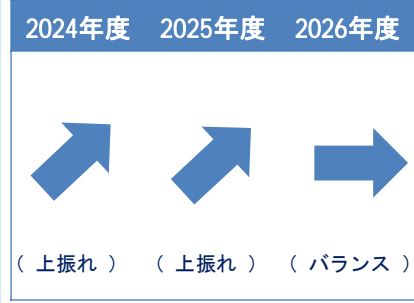 2024年度 2025年度 2026年度
( 上振れ ) ( 上振れ ) ( バランス )